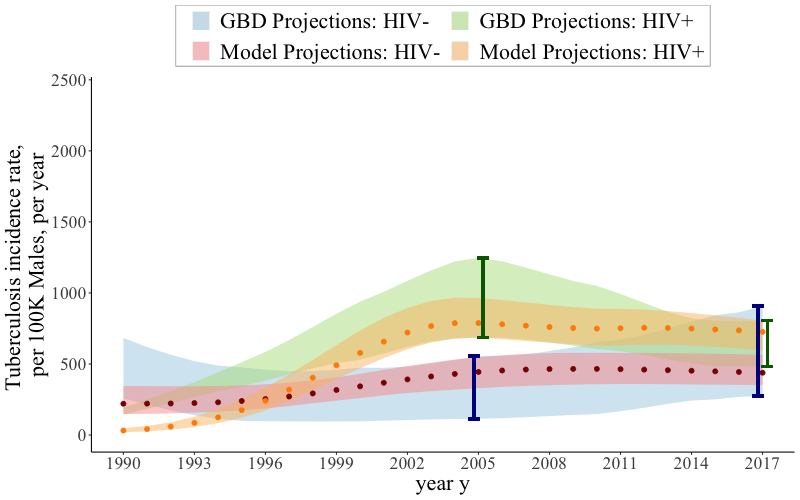 GBD Projections: HIV- GBD Projections: HIV+
Model Projections: HIV- Model Projections: HIV+
Tuberculosis incidence rate,
per 100K Males, per year
2500
2000
1500
1000
500
0
1990 1993 1996 1999 2002 2005 2008 2011 2014 2017
year y